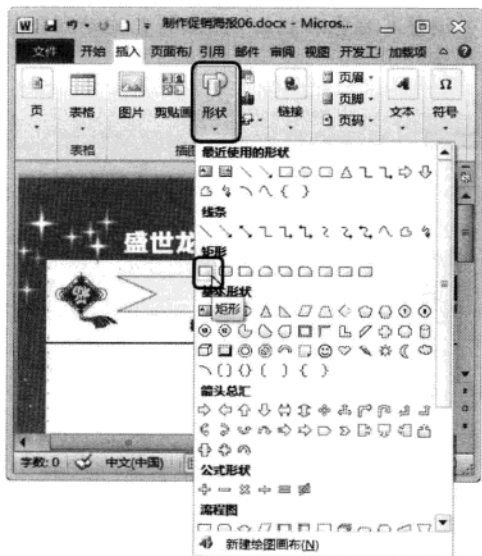 制作促销海报06.docx - Micros...
文件 开始 插入 页面布 引用 邮件 审阅 视图 开发工 加载项
页 表格 图片 剪贴画 形状 链接 页眉 页脚 页码 文本 符号
表格 插图
最近使用的形状
线条
矩形
基本形状
矩形
箭头总汇
公式形状
流程图
新建绘图画布(N)
盛世龙
字数: 0 中文(中国)